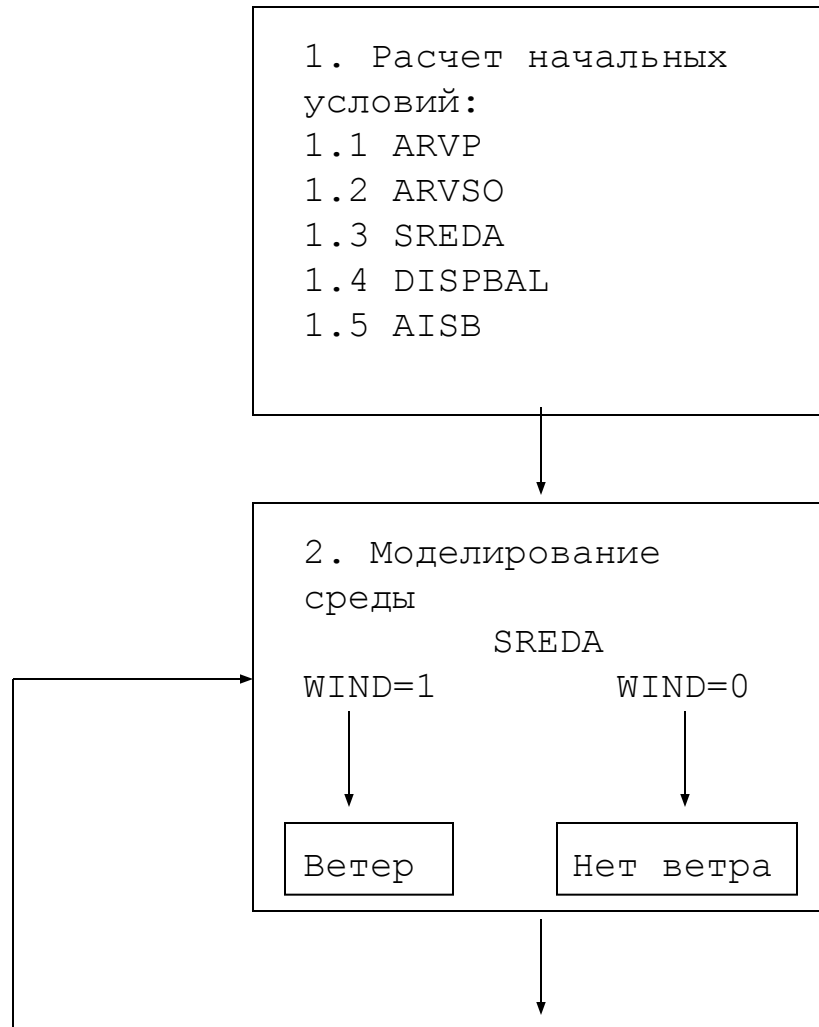 1. Расчет начальных
условий:
1.1 ARVP
1.2 ARVSO
1.3 SREDA
1.4 DISPBAL
1.5 AISB
2. Моделирование
среды
SREDA
WIND=1 WIND=0
Ветер Нет ветра